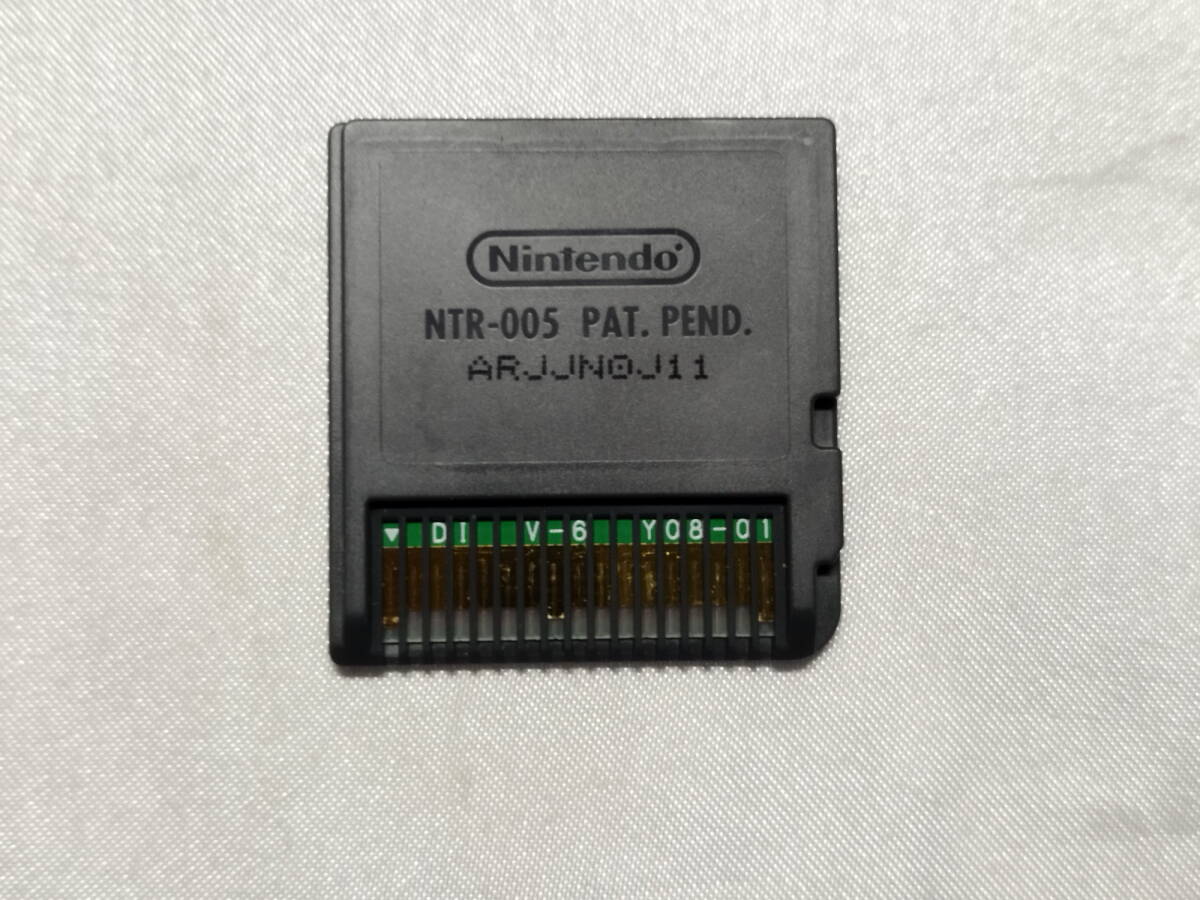 Nintendo
NTR-005 PAT. PEND.
ARJJN0J11
▼ DI V-6 Y08-01